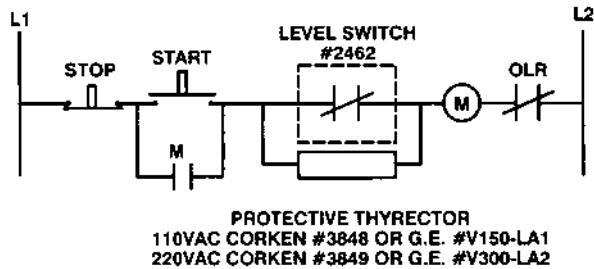 L1
L2
LEVEL SWITCH
#2462
STOP
START
OLR
M
M
PROTECTIVE THYRECTOR
110VAC CORKEN #3848 OR G.E. #V150-LA1
220VAC CORKEN #3849 OR G.E. #V300-LA2